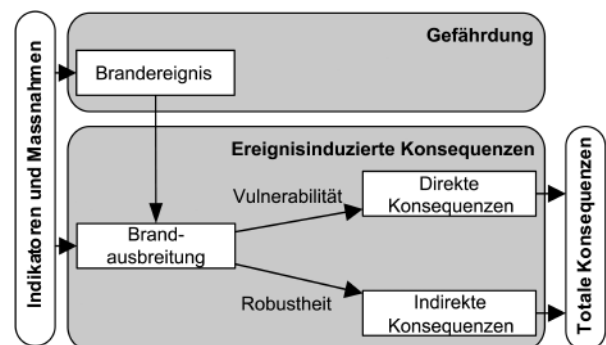 Indikatoren und Massnahmen
Gefährdung
Brandereignis
Ereignisinduzierte Konsequenzen
Vulnerabilität
Direkte
Konsequenzen
Brand-
ausbreitung
Robustheit
Indirekte
Konsequenzen
Totale Konsequenzen